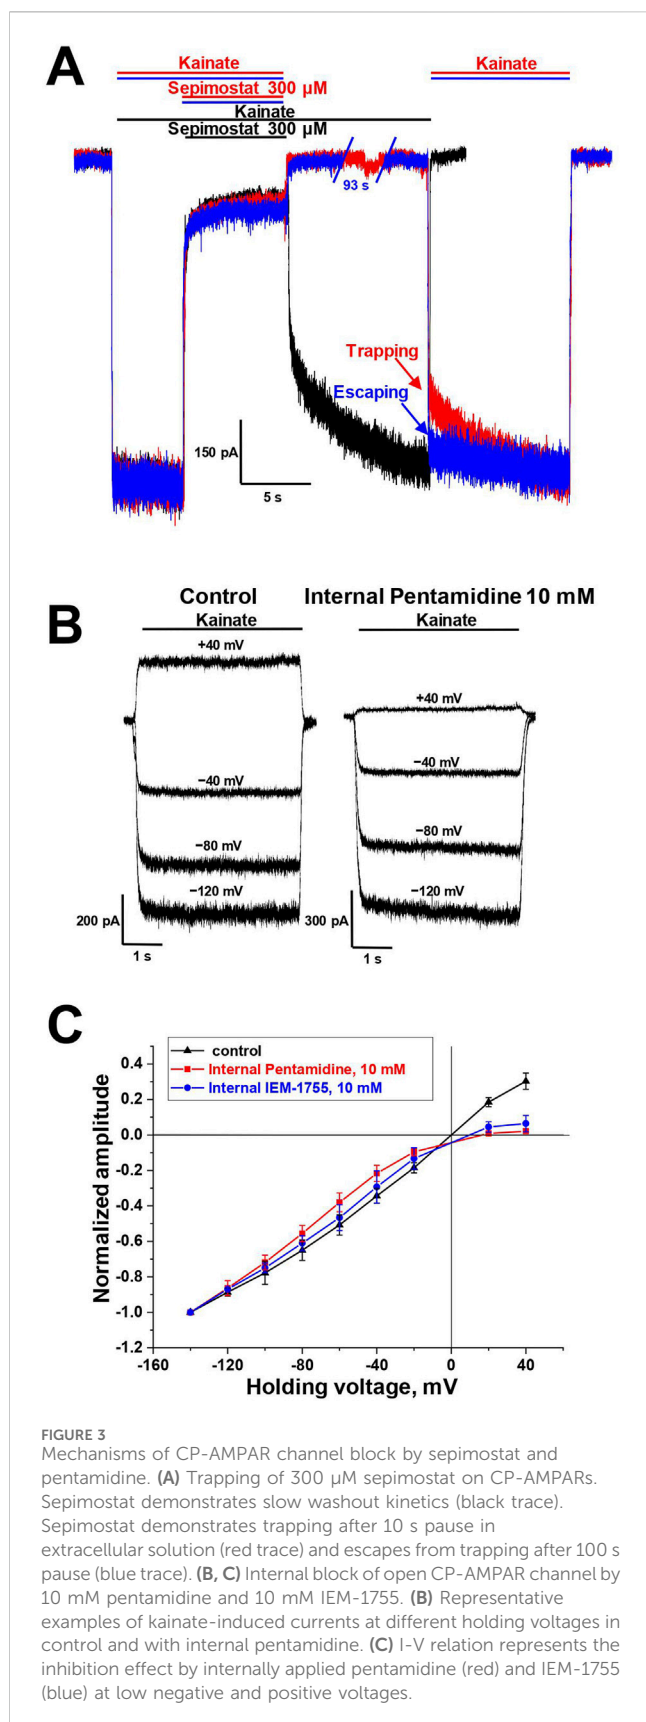 A
Kainate
Kainate
Sepimostat 300 µM
Kainate
Sepimostat 300 µM
93 s
Trapping
Escaping
150 pA
5 s
B
Control
Internal Pentamidine 10 mM
Kainate
Kainate
+40 mV
+40 mV
−40 mV
−40 mV
−80 mV
−80 mV
−120 mV
−120 mV
200 pA
300 pA
1 s
1 s
C
control
Internal Pentamidine, 10 mM
Internal IEM-1755, 10 mM
0.4
0.2
0.0
-0.2
-0.4
-0.6
-0.8
-1.0
-1.2
Normalized amplitude
-160
-120
-80
-40
0
40
Holding voltage, mV
FIGURE 3
Mechanisms of CP-AMPAR channel block by sepimostat and
pentamidine. (A) Trapping of 300 µM sepimostat on CP-AMPARs.
Sepimostat demonstrates slow washout kinetics (black trace).
Sepimostat demonstrates trapping after 10 s pause in
extracellular solution (red trace) and escapes from trapping after 100 s
pause (blue trace). (B, C) Internal block of open CP-AMPAR channel by
10 mM pentamidine and 10 mM IEM-1755. (B) Representative
examples of kainate-induced currents at different holding voltages in
control and with internal pentamidine. (C) I-V relation represents the
inhibition effect by internally applied pentamidine (red) and IEM-1755
(blue) at low negative and positive voltages.